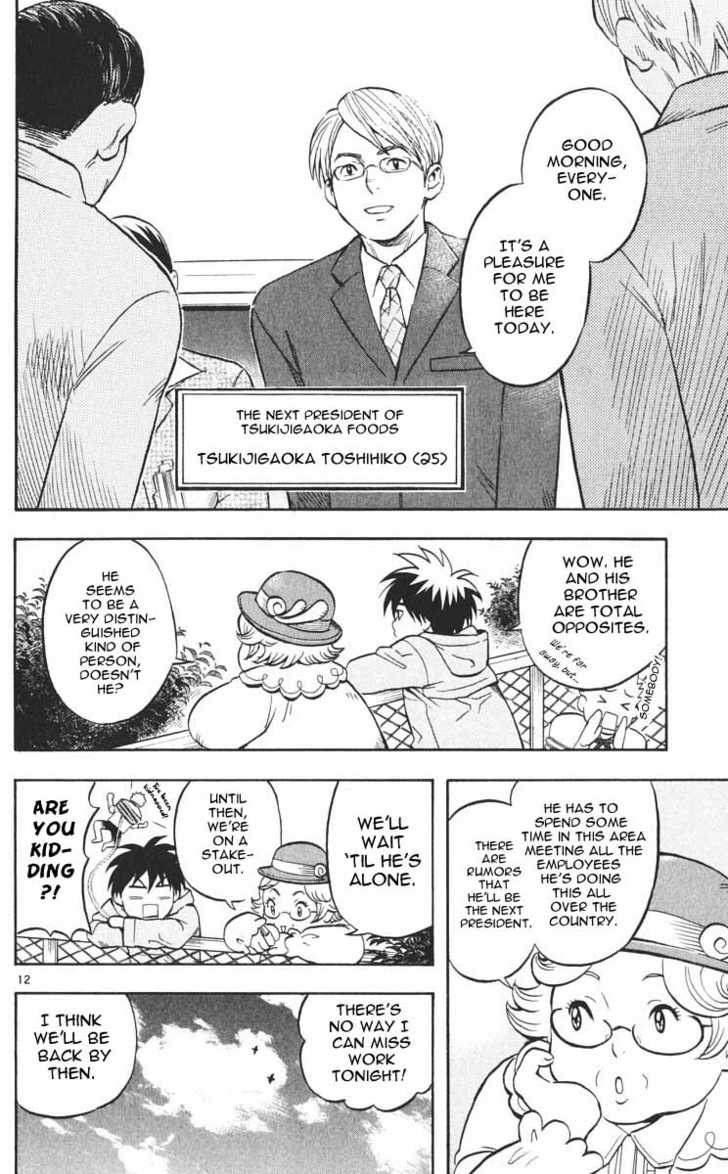 GOOD
MORNING,
EVERY-
ONE.
IT'S A
PLEASURE
FOR ME
TO BE
HERE
TODAY.
THE NEXT PRESIDENT OF
TSUKIJIGAOKA FOODS
TSUKIJIGAOKA TOSHIHIKO (25)
WOW. HE
AND HIS
BROTHER
ARE TOTAL
OPPOSITES.
We're far
away, but...
SOMEBODY!
HE
SEEMS
TO BE A
VERY DISTIN-
GUISHED
KIND OF
PERSON,
DOESN'T
HE?
HE HAS TO
SPEND SOME
TIME IN THIS AREA
MEETING ALL THE
EMPLOYEES
HE'S DOING
THIS ALL
OVER THE
COUNTRY.
THERE
ARE
RUMORS
THAT
HE'LL BE
THE NEXT
PRESIDENT.
WE'LL
WAIT
'TIL HE'S
ALONE.
UNTIL
THEN,
WE'RE
ON A
STAKE-
OUT.
I've been
kidnapped!
ARE
YOU
KID-
DING
?!
12
THERE'S
NO WAY I
CAN MISS
WORK
TONIGHT!
I THINK
WE'LL BE
BACK BY
THEN.